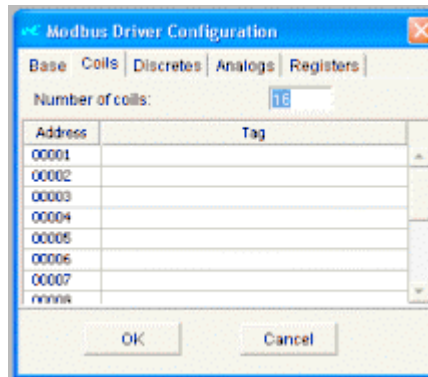 Modbus Driver Configuration
Base Coils Discretes Analogs Registers
Number of coils: 16
Address Tag
00001
00002
00003
00004
00005
00006
00007
00008
OK Cancel